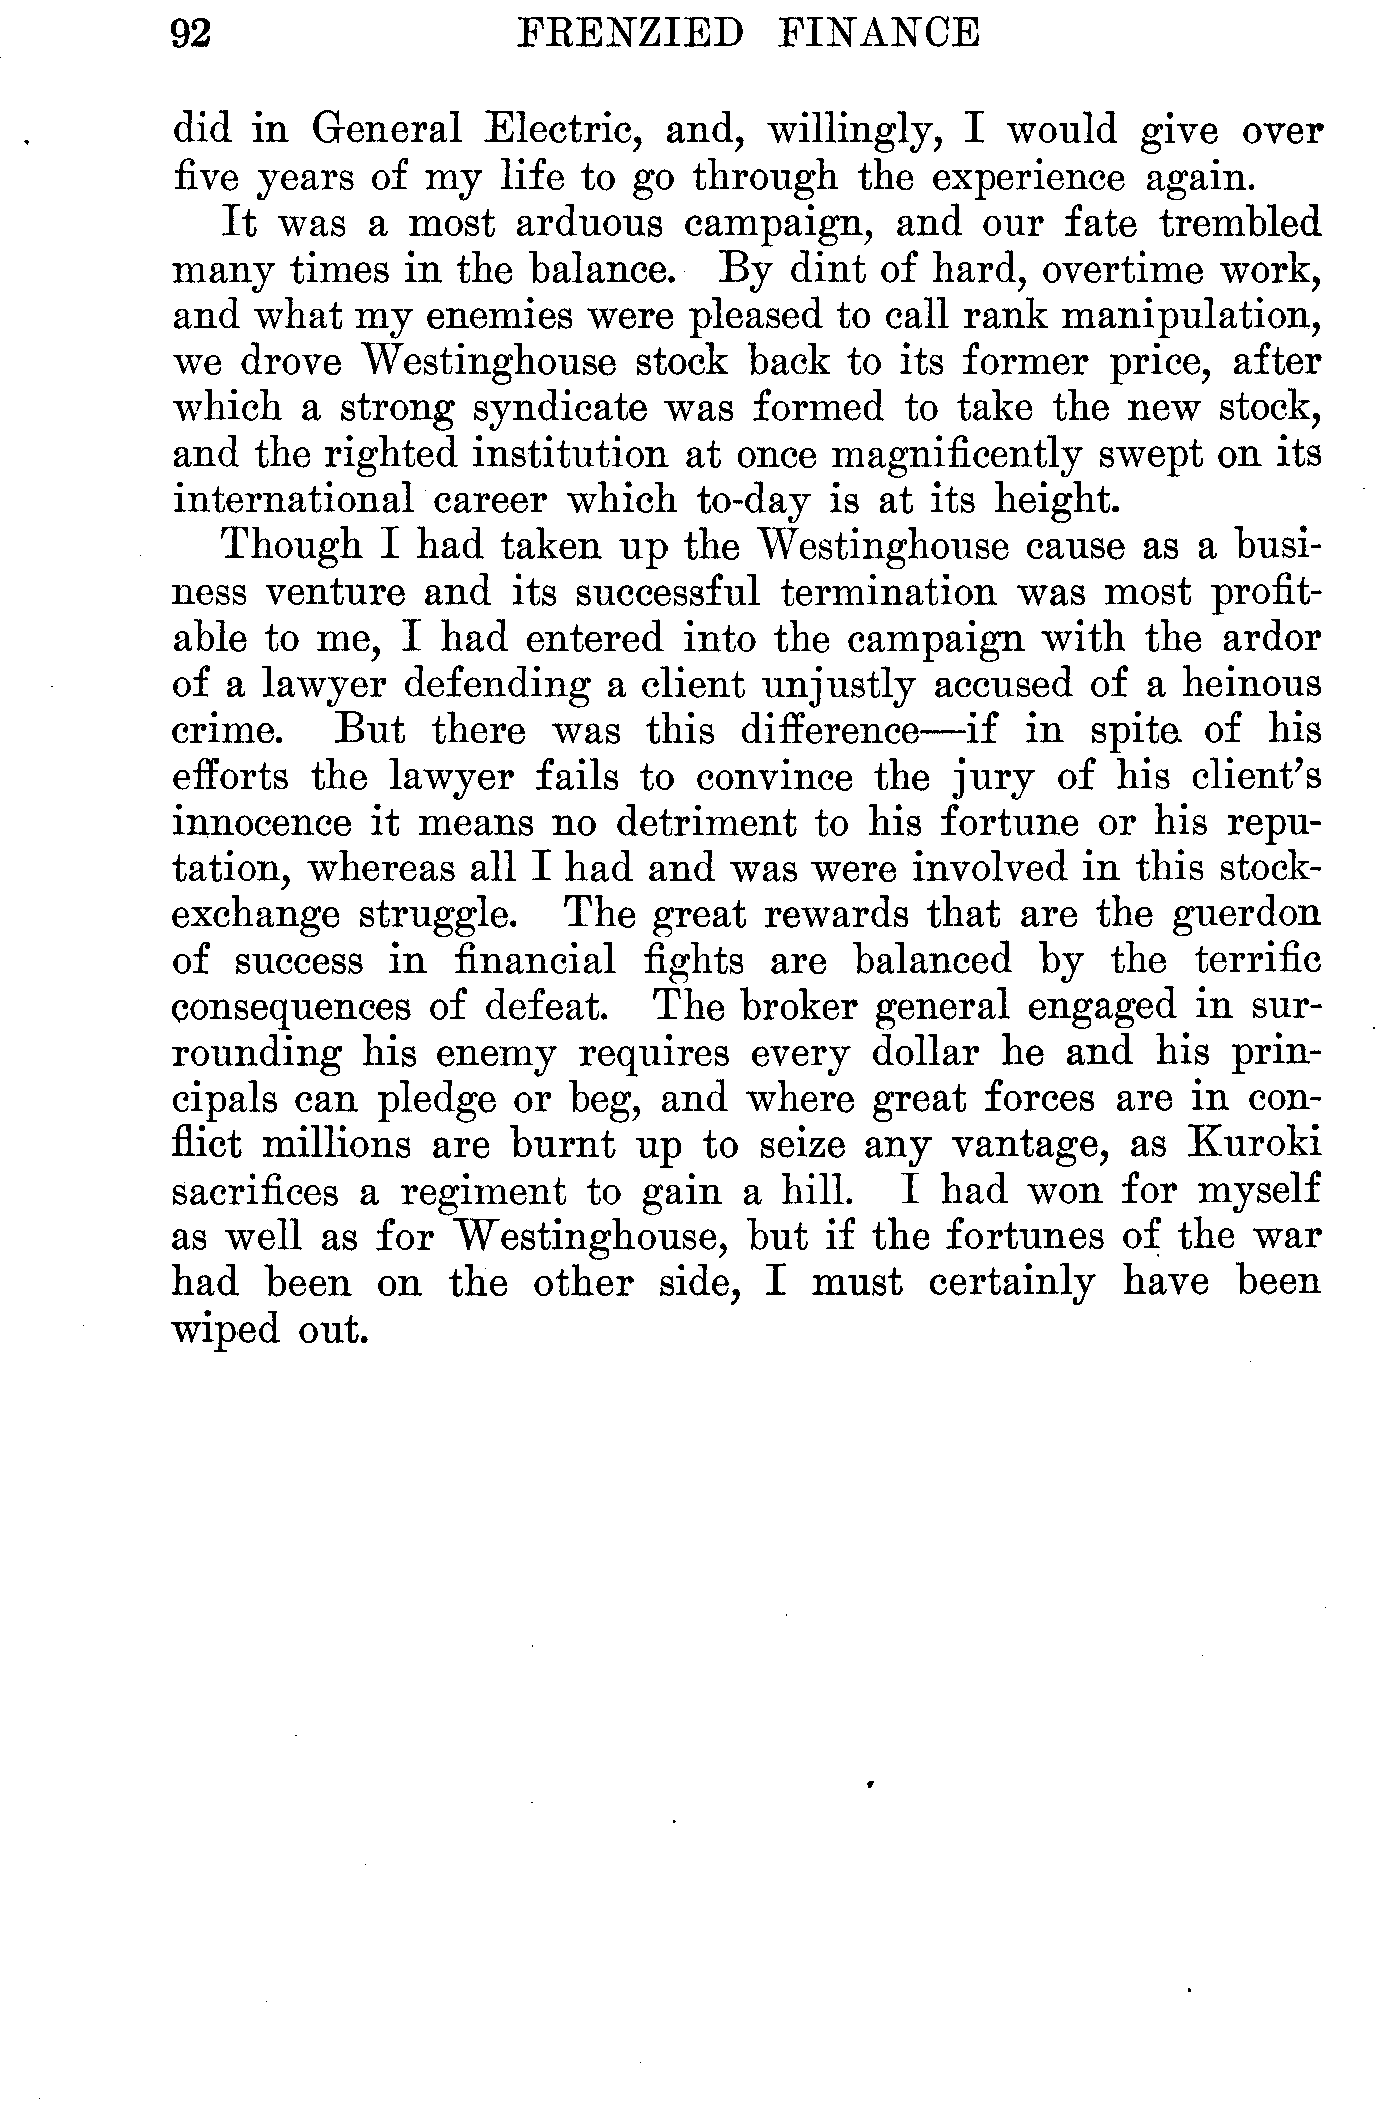 92 FRENZIED FINANCE
did in General Electric, and, willingly, I would give over
five years of my life to go through the experience again.
It was a most arduous campaign, and our fate trembled
many times in the balance. By dint of hard, overtime work,
and what my enemies were pleased to call rank manipulation,
we drove Westinghouse stock back to its former price, after
which a strong syndicate was formed to take the new stock,
and the righted institution at once magnificently swept on its
international career which to-day is at its height.
Though I had taken up the Westinghouse cause as a busi-
ness venture and its successful termination was most profit-
able to me, I had entered into the campaign with the ardor
of a lawyer defending a client unjustly accused of a heinous
crime. But there was this difference—if in spite of his
efforts the lawyer fails to convince the jury of his client's
innocence it means no detriment to his fortune or his repu-
tation, whereas all I had and was were involved in this stock-
exchange struggle. The great rewards that are the guerdon
of success in financial fights are balanced by the terrific
consequences of defeat. The broker general engaged in sur-
rounding his enemy requires every dollar he and his prin-
cipals can pledge or beg, and where great forces are in con-
flict millions are burnt up to seize any vantage, as Kuroki
sacrifices a regiment to gain a hill. I had won for myself
as well as for Westinghouse, but if the fortunes of the war
had been on the other side, I must certainly have been
wiped out.